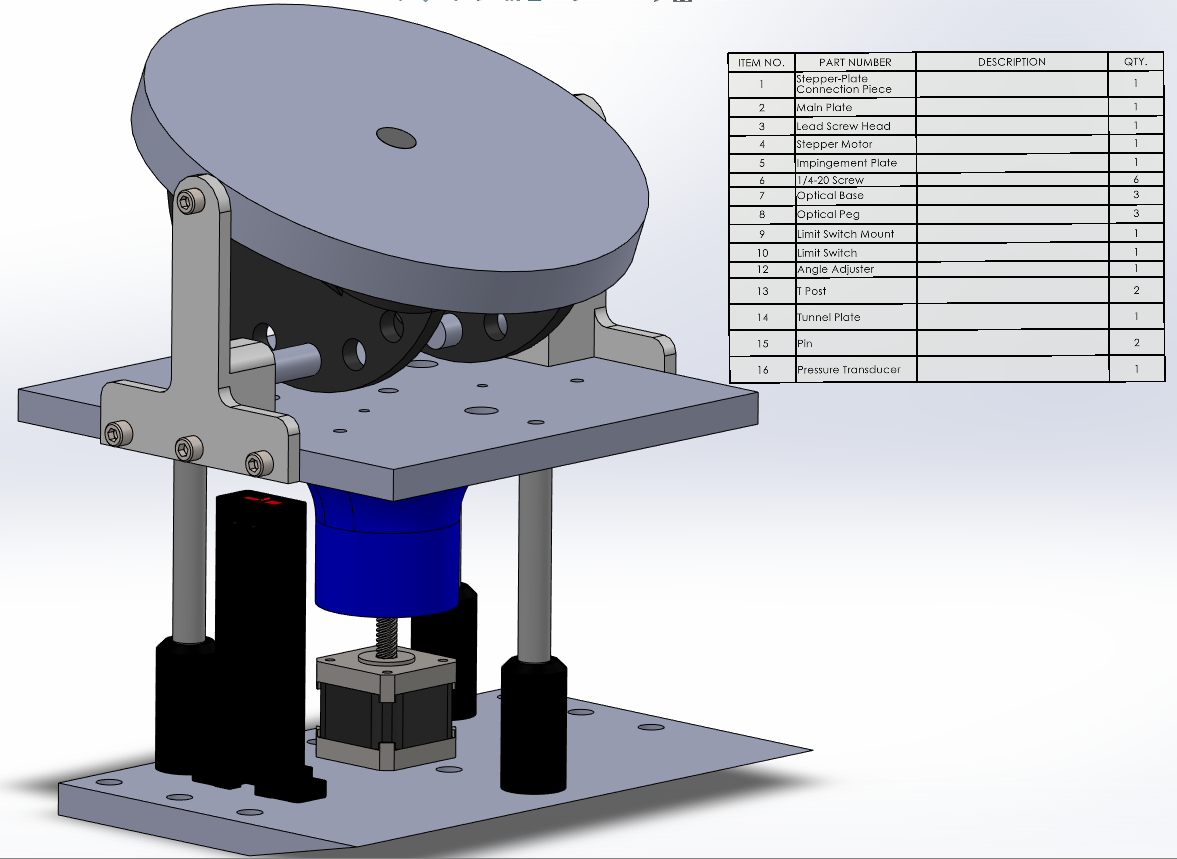 ITEM NO. PART NUMBER DESCRIPTION QTY.
1 Stepper-Plate
Connection Piece 1
2 Main Plate 1
3 Lead Screw Head 1
4 Stepper Motor 1
5 Impingement Plate 1
6 1/4-20 Screw 6
7 Optical Base 3
8 Optical Peg 3
9 Limit Switch Mount 1
10 Limit Switch 1
12 Angle Adjuster 1
13 T Post 2
14 Tunnel Plate 1
15 Pin 2
16 Pressure Transducer 1